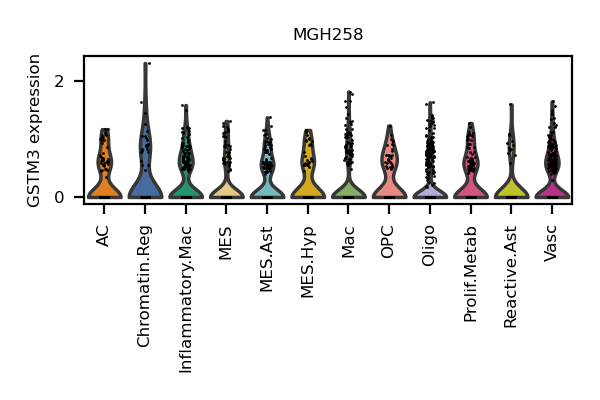 MGH258
GSTM3 expression
2
0
AC
Chromatin.Reg
Inflammatory.Mac
MES
MES.Ast
MES.Hyp
Mac
OPC
Oligo
Prolif.Metab
Reactive.Ast
Vasc